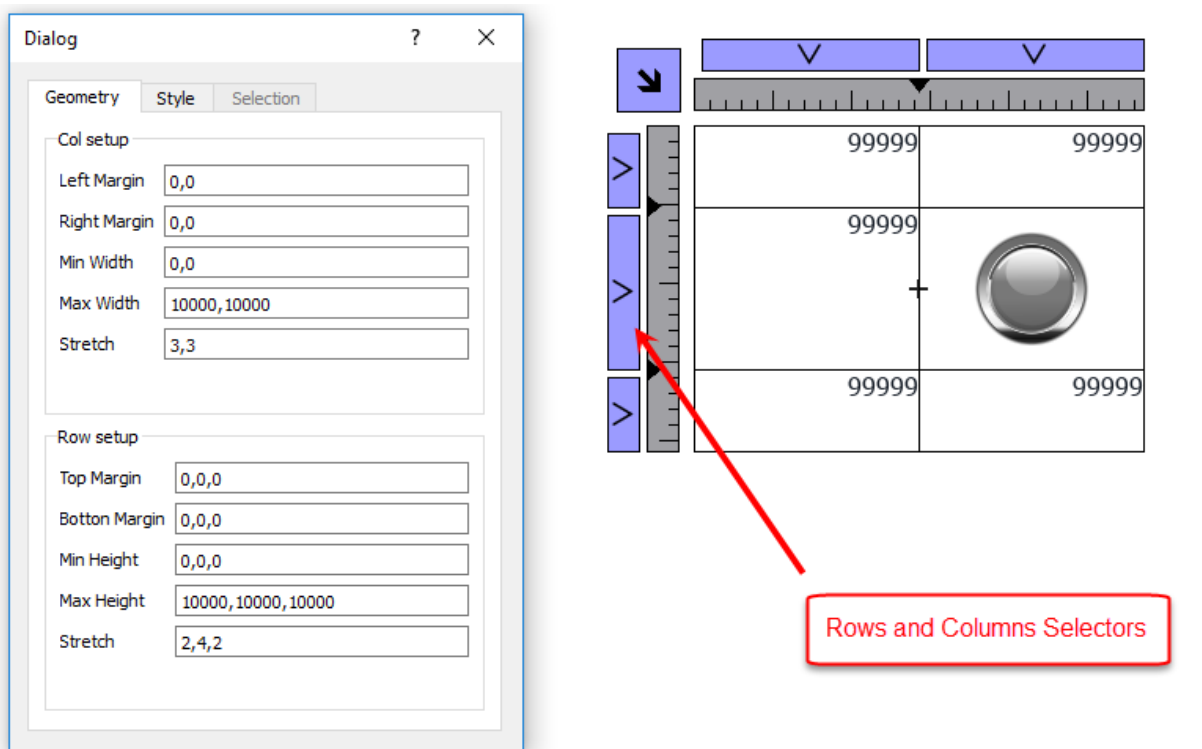 Dialog ?
Geometry Style Selection
Col setup
Left Margin 0,0
Right Margin 0,0
Min Width 0,0
Max Width 10000,10000
Stretch 3,3
Row setup
Top Margin 0,0,0
Botton Margin 0,0,0
Min Height 0,0,0
Max Height 10000,10000,10000
Stretch 2,4,2
99999 99999
99999
99999 99999
Rows and Columns Selectors